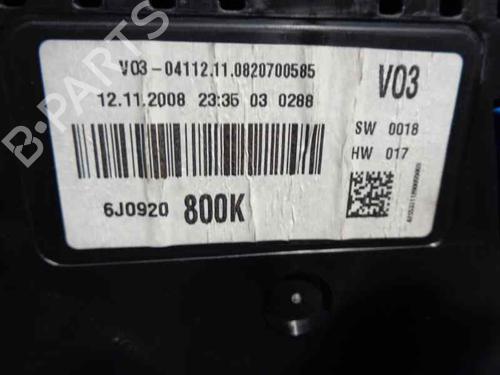 V03-04112.11.0820700585
12.11.2008 23:35 03 0288
V03
SW 0018
HW 017
6J0920 800K
B-PARTS